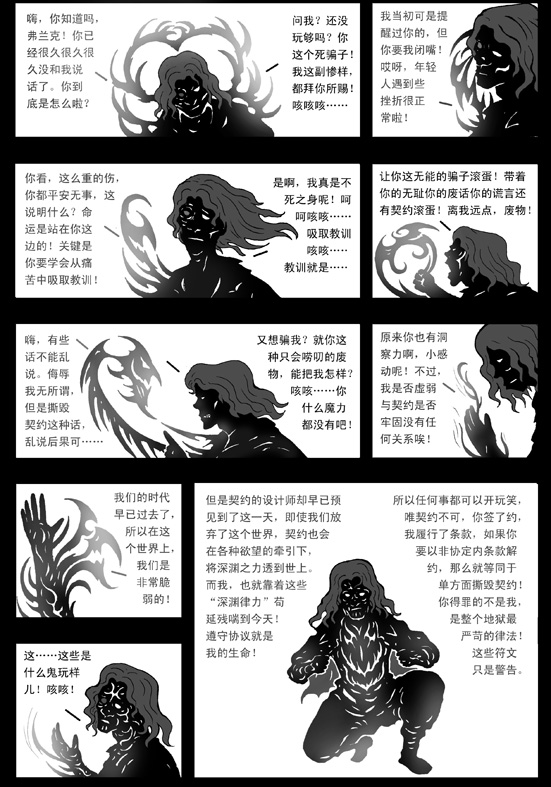 嗨，你知道吗，
弗兰克！你已
经很久很久很
久没和我说
话了。你到
底是怎么啦？
问我？还没
玩够吗？你
这个死骗子！
我这副惨样，
都拜你所赐！
咳咳咳……
我当初可是提
醒过你的，但
你要我闭嘴！
哎呀，年轻
人遇到些
挫折很正
常啦！
你看，这么重的伤，
你都平安无事，这
说明什么？命
运是站在你这
边的！关键是
你要学会从痛
苦中吸取教训！
是啊，我真是不
死之身呢！呵
呵咳咳……
吸取教训
咳咳……
教训就是……
让你这无能的骗子滚蛋！带着
你的无耻你的废话你的谎言还
有契约滚蛋！离我远点，废物！
嗨，有些
话不能乱
说。侮辱
我无所谓，
但是撕毁
契约这种话，
乱说后果可……
又想骗我？就你这
种只会唠叨的废
物，能把我怎样？
咳咳……你
什么魔力
都没有吧！
原来你也有洞
察力啊，小感
动呢！不过，
我是否虚弱
与契约是否
牢固没有任
何关系唉！
我们的时代
早已过去了，
所以在这
个世界上，
我们是
非常脆
弱的！
但是契约的设计师却早已预
见到了这一天，即使我们放
弃了这个世界，契约也会
在各种欲望的牵引下，
将深渊之力透到世上。
而我，也就靠着这些
“深渊律力”苟
延残喘到今天！
遵守协议就是
我的生命！
所以任何事都可以开玩笑，
唯契约不可，你签了约，
我履行了条款，如果你
要以非协定内条款解
约，那么就等同于
单方面撕毁契约！
你得罪的不是我，
是整个地狱最
严苛的律法！
这些符文
只是警告。
这……这些是
什么鬼玩样
儿！咳咳！